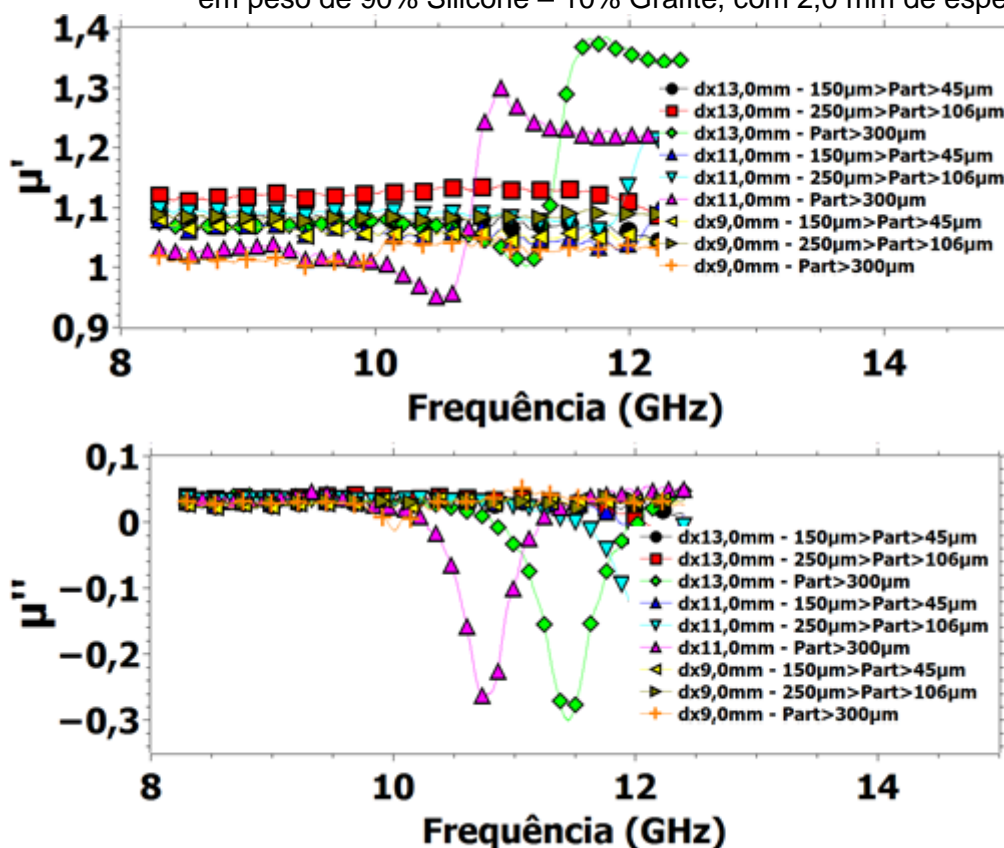 em peso de 90% Silicone – 10% Grafite, com 2,0 mm de espe
1,4
1,3
1,2
1,1
1
0,9
µ'
dx13,0mm - 150µm>Part>45µm
dx13,0mm - 250µm>Part>106µm
dx13,0mm - Part>300µm
dx11,0mm - 150µm>Part>45µm
dx11,0mm - 250µm>Part>106µm
dx11,0mm - Part>300µm
dx9,0mm - 150µm>Part>45µm
dx9,0mm - 250µm>Part>106µm
dx9,0mm - Part>300µm
8 10 12 14
Frequência (GHz)
0,1
0
−0,1
−0,2
−0,3
µ''
dx13,0mm - 150µm>Part>45µm
dx13,0mm - 250µm>Part>106µm
dx13,0mm - Part>300µm
dx11,0mm - 150µm>Part>45µm
dx11,0mm - 250µm>Part>106µm
dx11,0mm - Part>300µm
dx9,0mm - 150µm>Part>45µm
dx9,0mm - 250µm>Part>106µm
dx9,0mm - Part>300µm
8 10 12 14
Frequência (GHz)